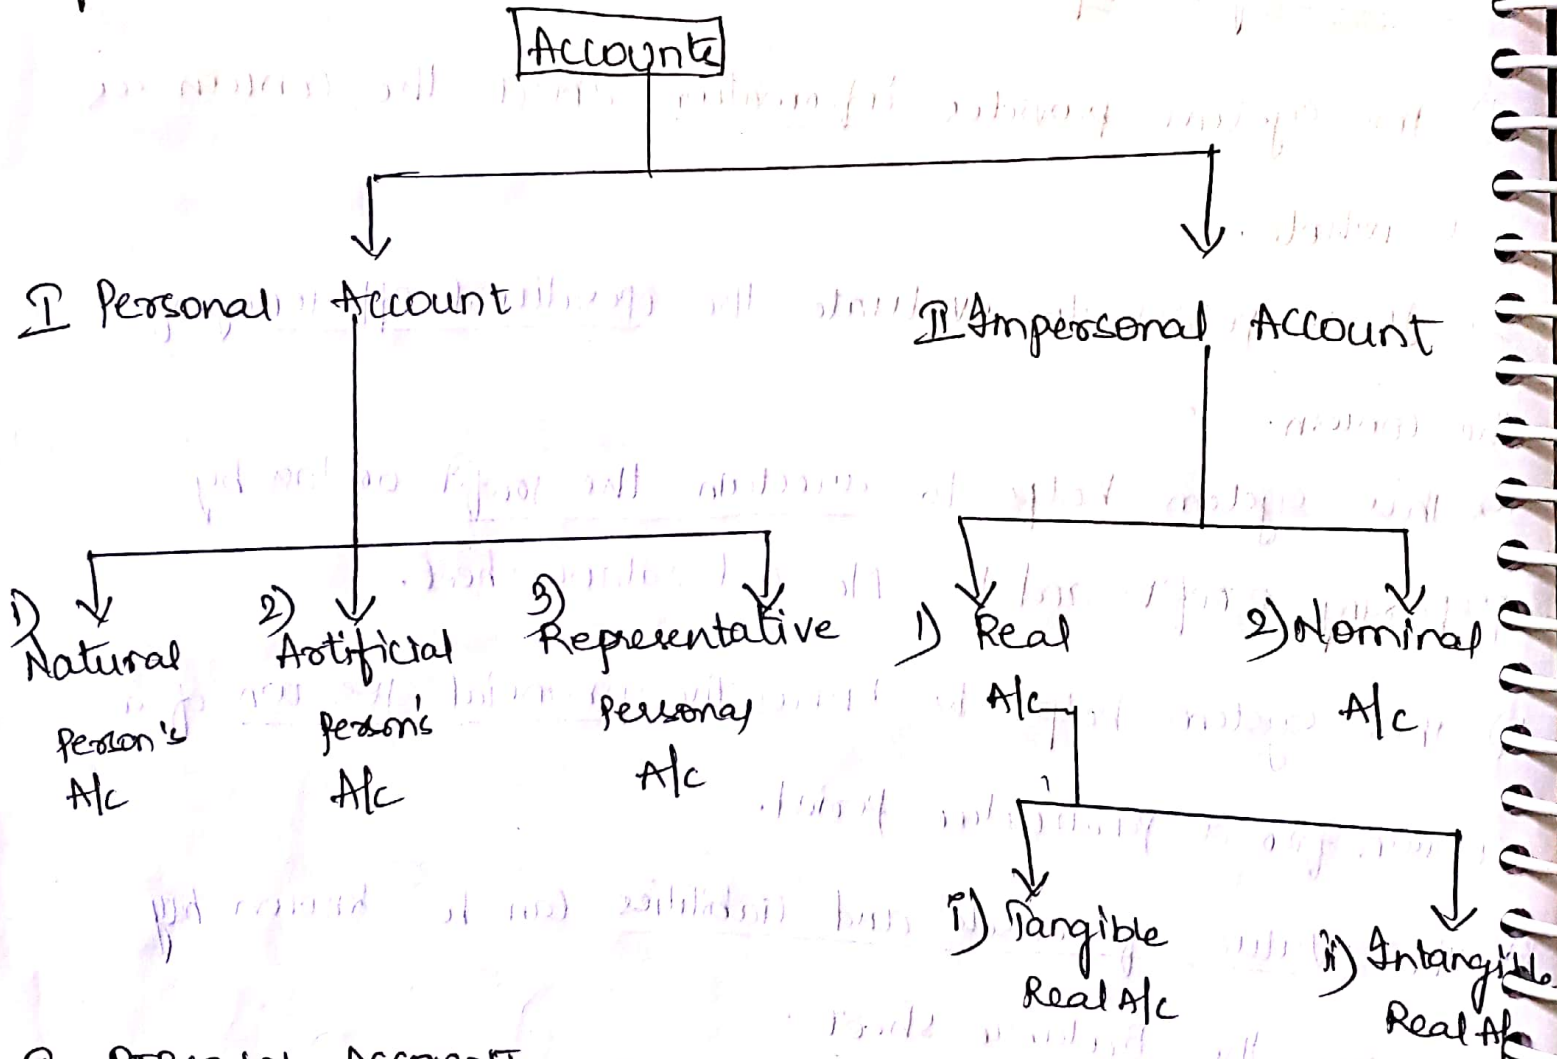 Accounts
I Personal Account
II Impersonal Account
1) Natural Person's A/c
2) Artificial person's A/c
3) Representative Personal A/c
1) Real A/c
2) Nominal A/c
i) Tangible Real A/c
ii) Intangible Real A/c